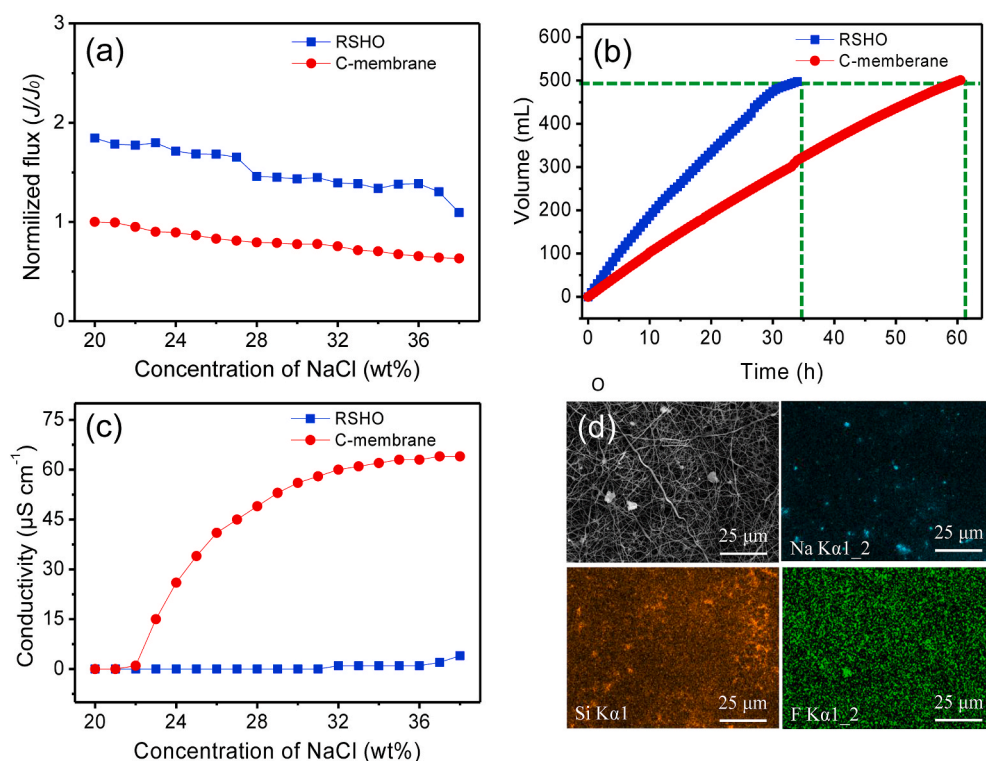 (a)
RSHO
C-membrane
Normilized flux (J/J₀)
3
2
1
0
20 24 28 32 36
Concentration of NaCl (wt%)
(b)
RSHO
C-memberane
Volume (mL)
600
500
400
300
200
100
0
0 10 20 30 40 50 60
Time (h)
(c)
RSHO
C-membrane
Conductivity (μS cm⁻¹)
75
60
45
30
15
0
20 24 28 32 36
Concentration of NaCl (wt%)
O
(d)
25 μm
Na Kα1_2
25 μm
Si Kα1
25 μm
F Kα1_2
25 μm